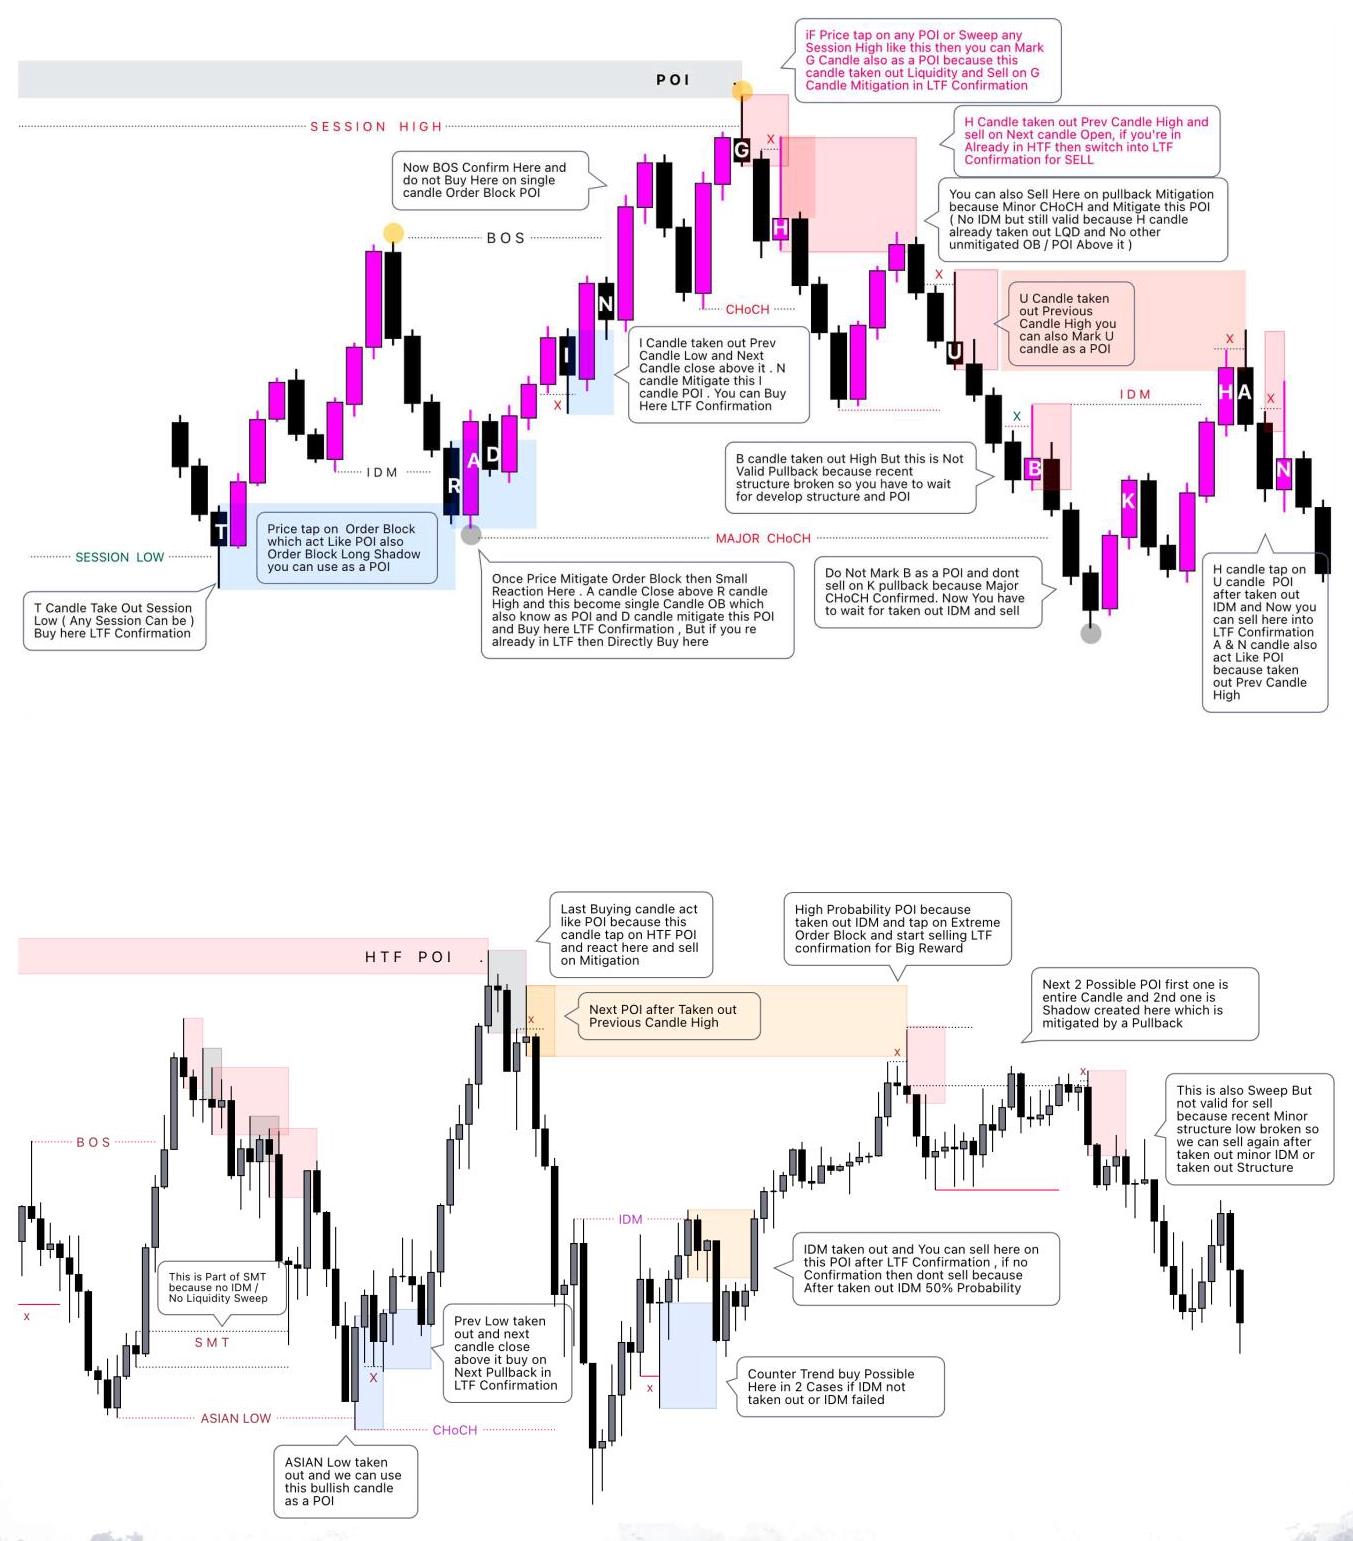 iF Price tap on any POI or Sweep any
Session High like this then you can Mark
G Candle also as a POI because this
candle taken out Liquidity and Sell on G
Candle Mitigation in LTF Confirmation
POI
SESSION HIGH
G
X
H Candle taken out Prev Candle High and
sell on Next candle Open, if you're in
Already in HTF then switch into LTF
Confirmation for SELL
Now BOS Confirm Here and
do not Buy Here on single
candle Order Block POI
You can also Sell Here on pullback Mitigation
because Minor CHoCH and Mitigate this POI
( No IDM but still valid because H candle
already taken out LQD and No other
unmitigated OB / POI Above it )
H
BOS
X
N
CHoCH
U Candle taken
out Previous
Candle High you
can also Mark U
candle as a POI
I
I Candle taken out Prev
Candle Low and Next
Candle close above it . N
candle Mitigate this I
candle POI . You can Buy
Here LTF Confirmation
U
X
H
A
X
IDM
X
X
IDM
A
D
R
B candle taken out High But this is Not
Valid Pullback because recent
structure broken so you have to wait
for develop structure and POI
B
N
K
T
Price tap on Order Block
which act Like POI also
Order Block Long Shadow
you can use as a POI
SESSION LOW
MAJOR CHoCH
T Candle Take Out Session
Low ( Any Session Can be )
Buy here LTF Confirmation
Once Price Mitigate Order Block then Small
Reaction Here . A candle Close above R candle
High and this become single Candle OB which
also know as POI and D candle mitigate this POI
and Buy here LTF Confirmation , But if you re
already in LTF then Directly Buy here
Do Not Mark B as a POI and dont
sell on K pullback because Major
CHoCH Confirmed. Now You have
to wait for taken out IDM and sell
H candle tap on
U candle POI
after taken out
IDM and Now you
can sell here into
LTF Confirmation
A & N candle also
act Like POI
because taken
out Prev Candle
High
Last Buying candle act
like POI because this
candle tap on HTF POI
and react here and sell
on Mitigation
High Probability POI because
taken out IDM and tap on Extreme
Order Block and start selling LTF
confirmation for Big Reward
HTF POI .
Next 2 Possible POI first one is
entire Candle and 2nd one is
Shadow created here which is
mitigated by a Pullback
Next POI after Taken out
Previous Candle High
X
X
X
This is also Sweep But
not valid for sell
because recent Minor
structure low broken so
we can sell again after
taken out minor IDM or
taken out Structure
BOS
IDM
IDM taken out and You can sell here on
this POI after LTF Confirmation , if no
Confirmation then dont sell because
After taken out IDM 50% Probability
This is Part of SMT
because no IDM /
No Liquidity Sweep
X
SMT
Prev Low taken
out and next
candle close
above it buy on
Next Pullback in
LTF Confirmation
X
X
Counter Trend buy Possible
Here in 2 Cases if IDM not
taken out or IDM failed
ASIAN LOW
CHoCH
ASIAN Low taken
out and we can use
this bullish candle
as a POI